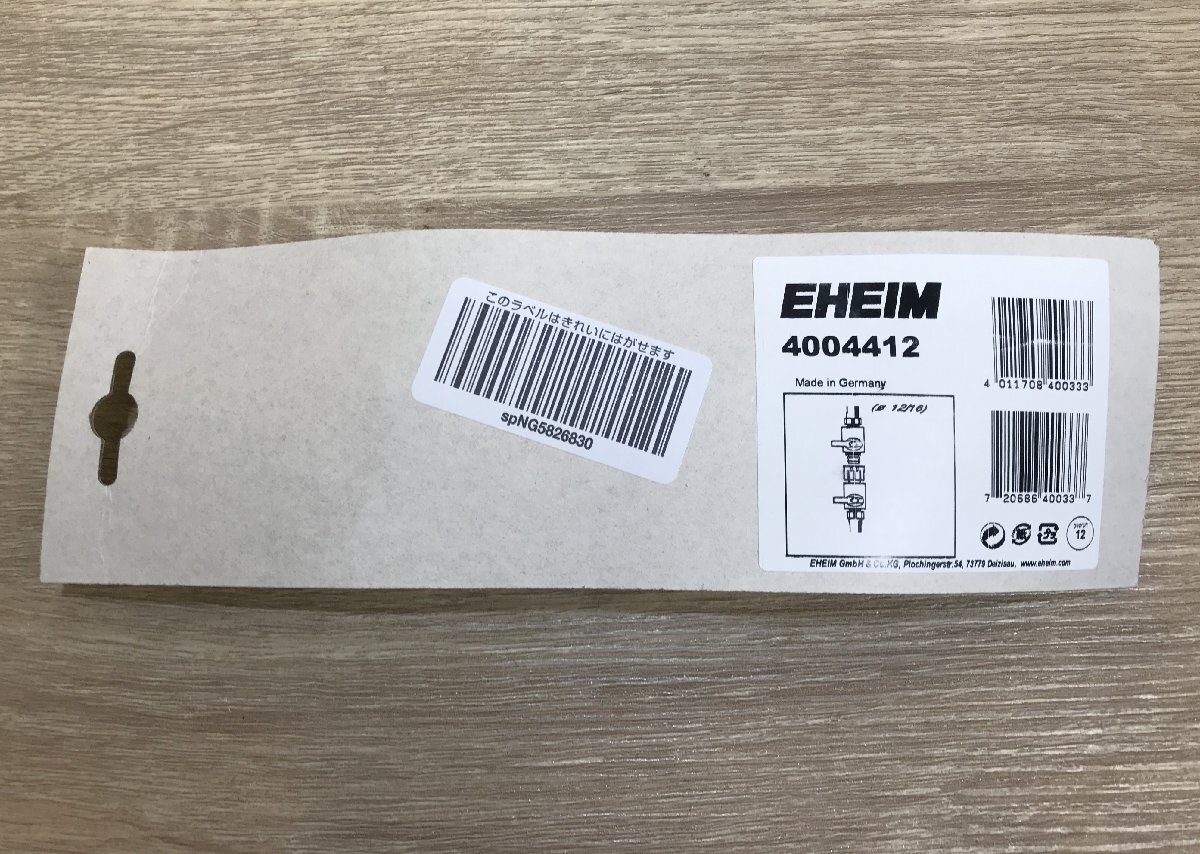 このラベルはきれいにはがせます
spNG5826830
EHEIM
4004412
Made in Germany
(ø 12/16)
4 011708 400333
7 20686 40033 7
12
EHEIM GmbH & Co.KG, Plochingerstr.54, 73779 Deizisau, www.eheim.com